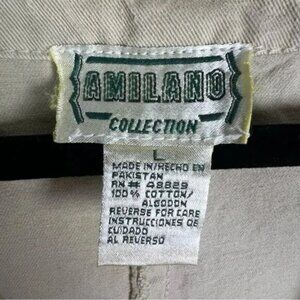 AMILANO
COLLECTION
L
MADE IN/HECHO EN
PAKISTAN
RN# 48829
100% COTTON/
ALGODON
REVERSE FOR CARE
INSTRUCCIONES DE
CUIDADO
AL REVERSO